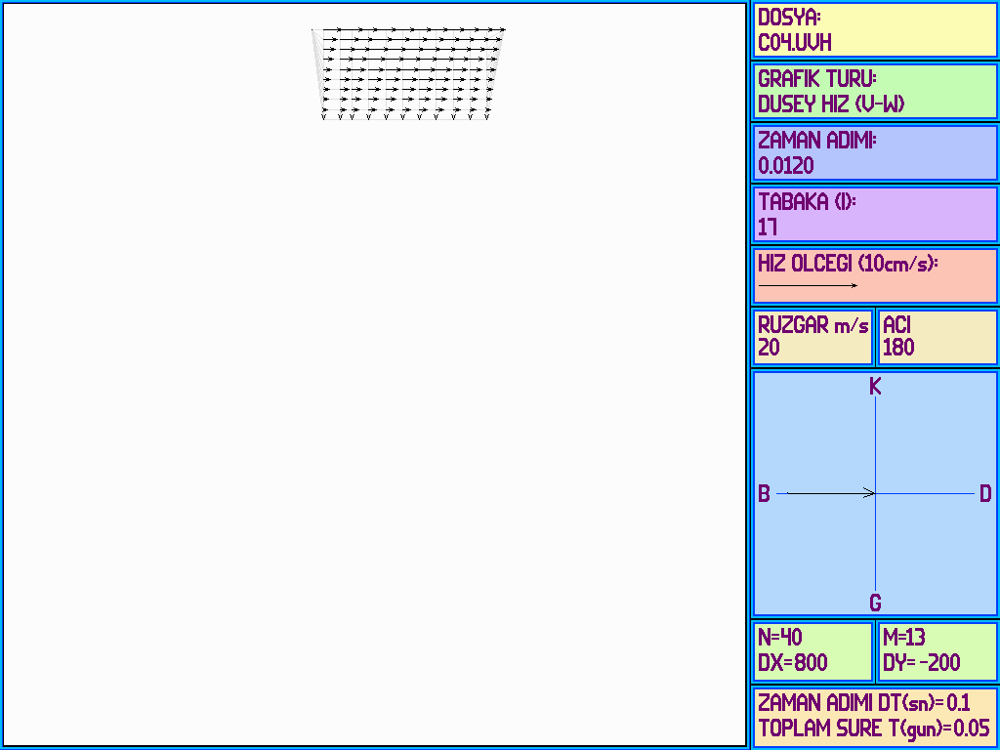 DOSYA:
C04.UVH
GRAFIK TURU:
DUSEY HIZ (V-W)
ZAMAN ADIMI:
0.0120
TABAKA (I):
17
HIZ OLCEGI (10cm/s):
RUZGAR m/s
20
ACI
180
K
B
D
G
N=40
DX=800
M=13
DY=-200
ZAMAN ADIMI DT(sn)=0.1
TOPLAM SURE T(gun)=0.05